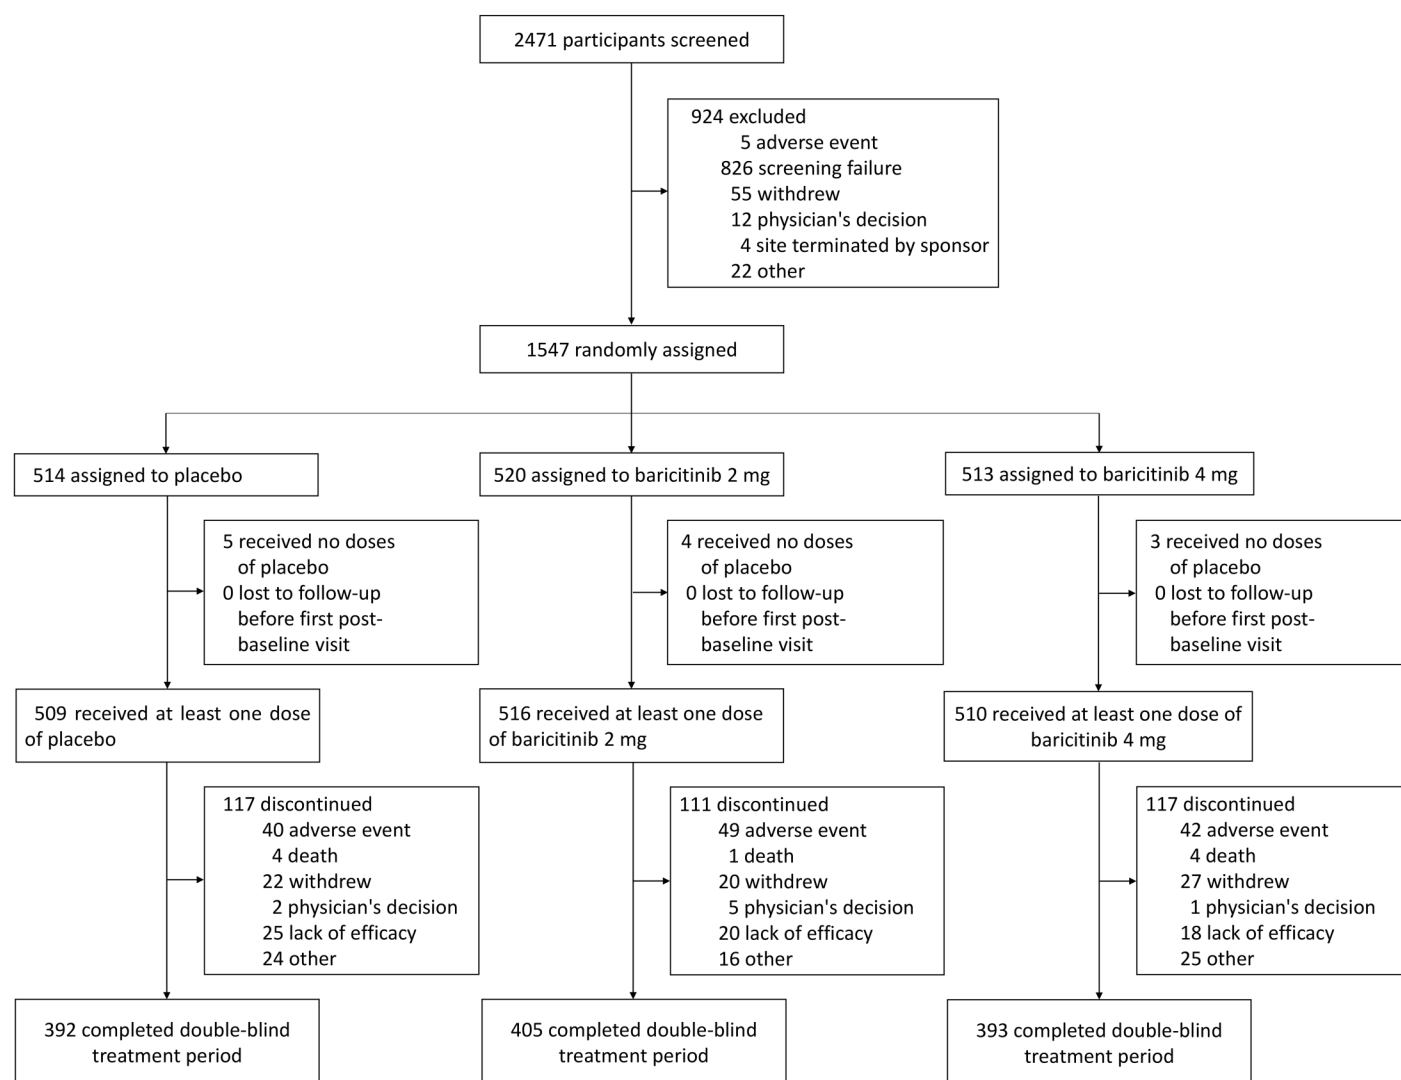 2471 participants screened
924 excluded
5 adverse event
826 screening failure
55 withdrew
12 physician's decision
4 site terminated by sponsor
22 other
1547 randomly assigned
514 assigned to placebo
520 assigned to baricitinib 2 mg
513 assigned to baricitinib 4 mg
5 received no doses
of placebo
0 lost to follow-up
before first post-
baseline visit
4 received no doses
of placebo
0 lost to follow-up
before first post-
baseline visit
3 received no doses
of placebo
0 lost to follow-up
before first post-
baseline visit
509 received at least one dose
of placebo
516 received at least one dose
of baricitinib 2 mg
510 received at least one dose of
baricitinib 4 mg
117 discontinued
40 adverse event
4 death
22 withdrew
2 physician's decision
25 lack of efficacy
24 other
111 discontinued
49 adverse event
1 death
20 withdrew
5 physician's decision
20 lack of efficacy
16 other
117 discontinued
42 adverse event
4 death
27 withdrew
1 physician's decision
18 lack of efficacy
25 other
392 completed double-blind
treatment period
405 completed double-blind
treatment period
393 completed double-blind
treatment period